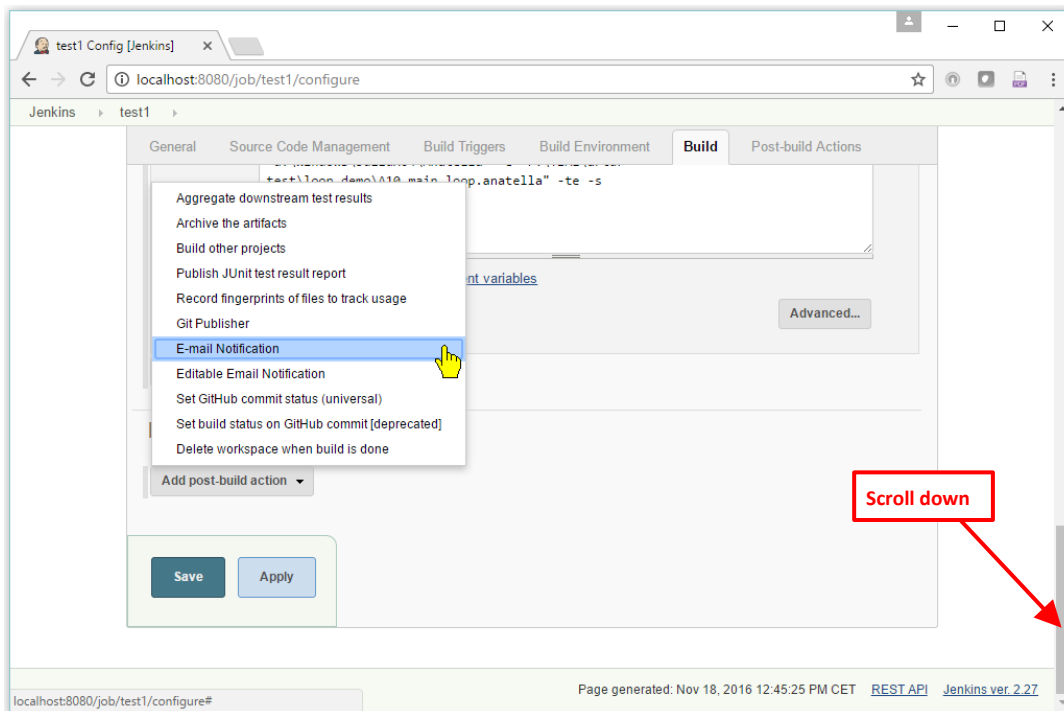 test1 Config [Jenkins]
localhost:8080/job/test1/configure
Jenkins test1
General Source Code Management Build Triggers Build Environment Build Post-build Actions
test\loop_demo\A10_main_loop.anatella" -te -s
Aggregate downstream test results
Archive the artifacts
Build other projects
Publish JUnit test result report
nt variables
Record fingerprints of files to track usage
Advanced...
Git Publisher
E-mail Notification
Editable Email Notification
Set GitHub commit status (universal)
Set build status on GitHub commit [deprecated]
Delete workspace when build is done
Add post-build action
Scroll down
Save Apply
Page generated: Nov 18, 2016 12:45:25 PM CET REST API Jenkins ver. 2.27
localhost:8080/job/test1/configure#